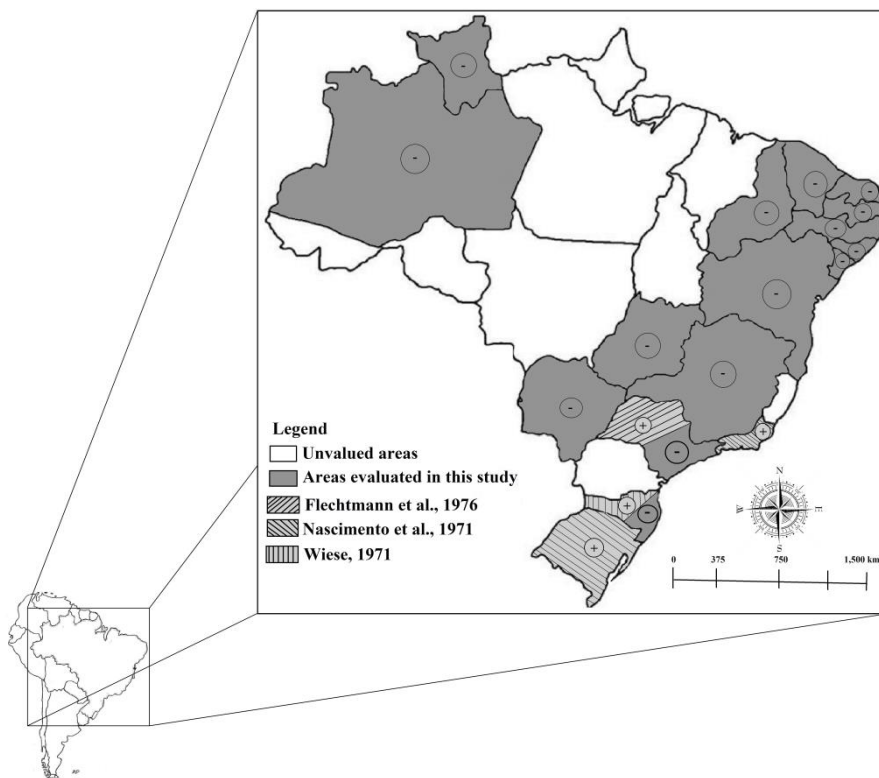 Legend
Unvalued areas
Areas evaluated in this study
Flechtmann et al., 1976
Nascimento et al., 1971
Wiese, 1971
N
W E
S
0 375 750 1,500 km
-
-
-
-
-
-
-
-
-
-
-
-
-
-
+
+
-
+
-
+